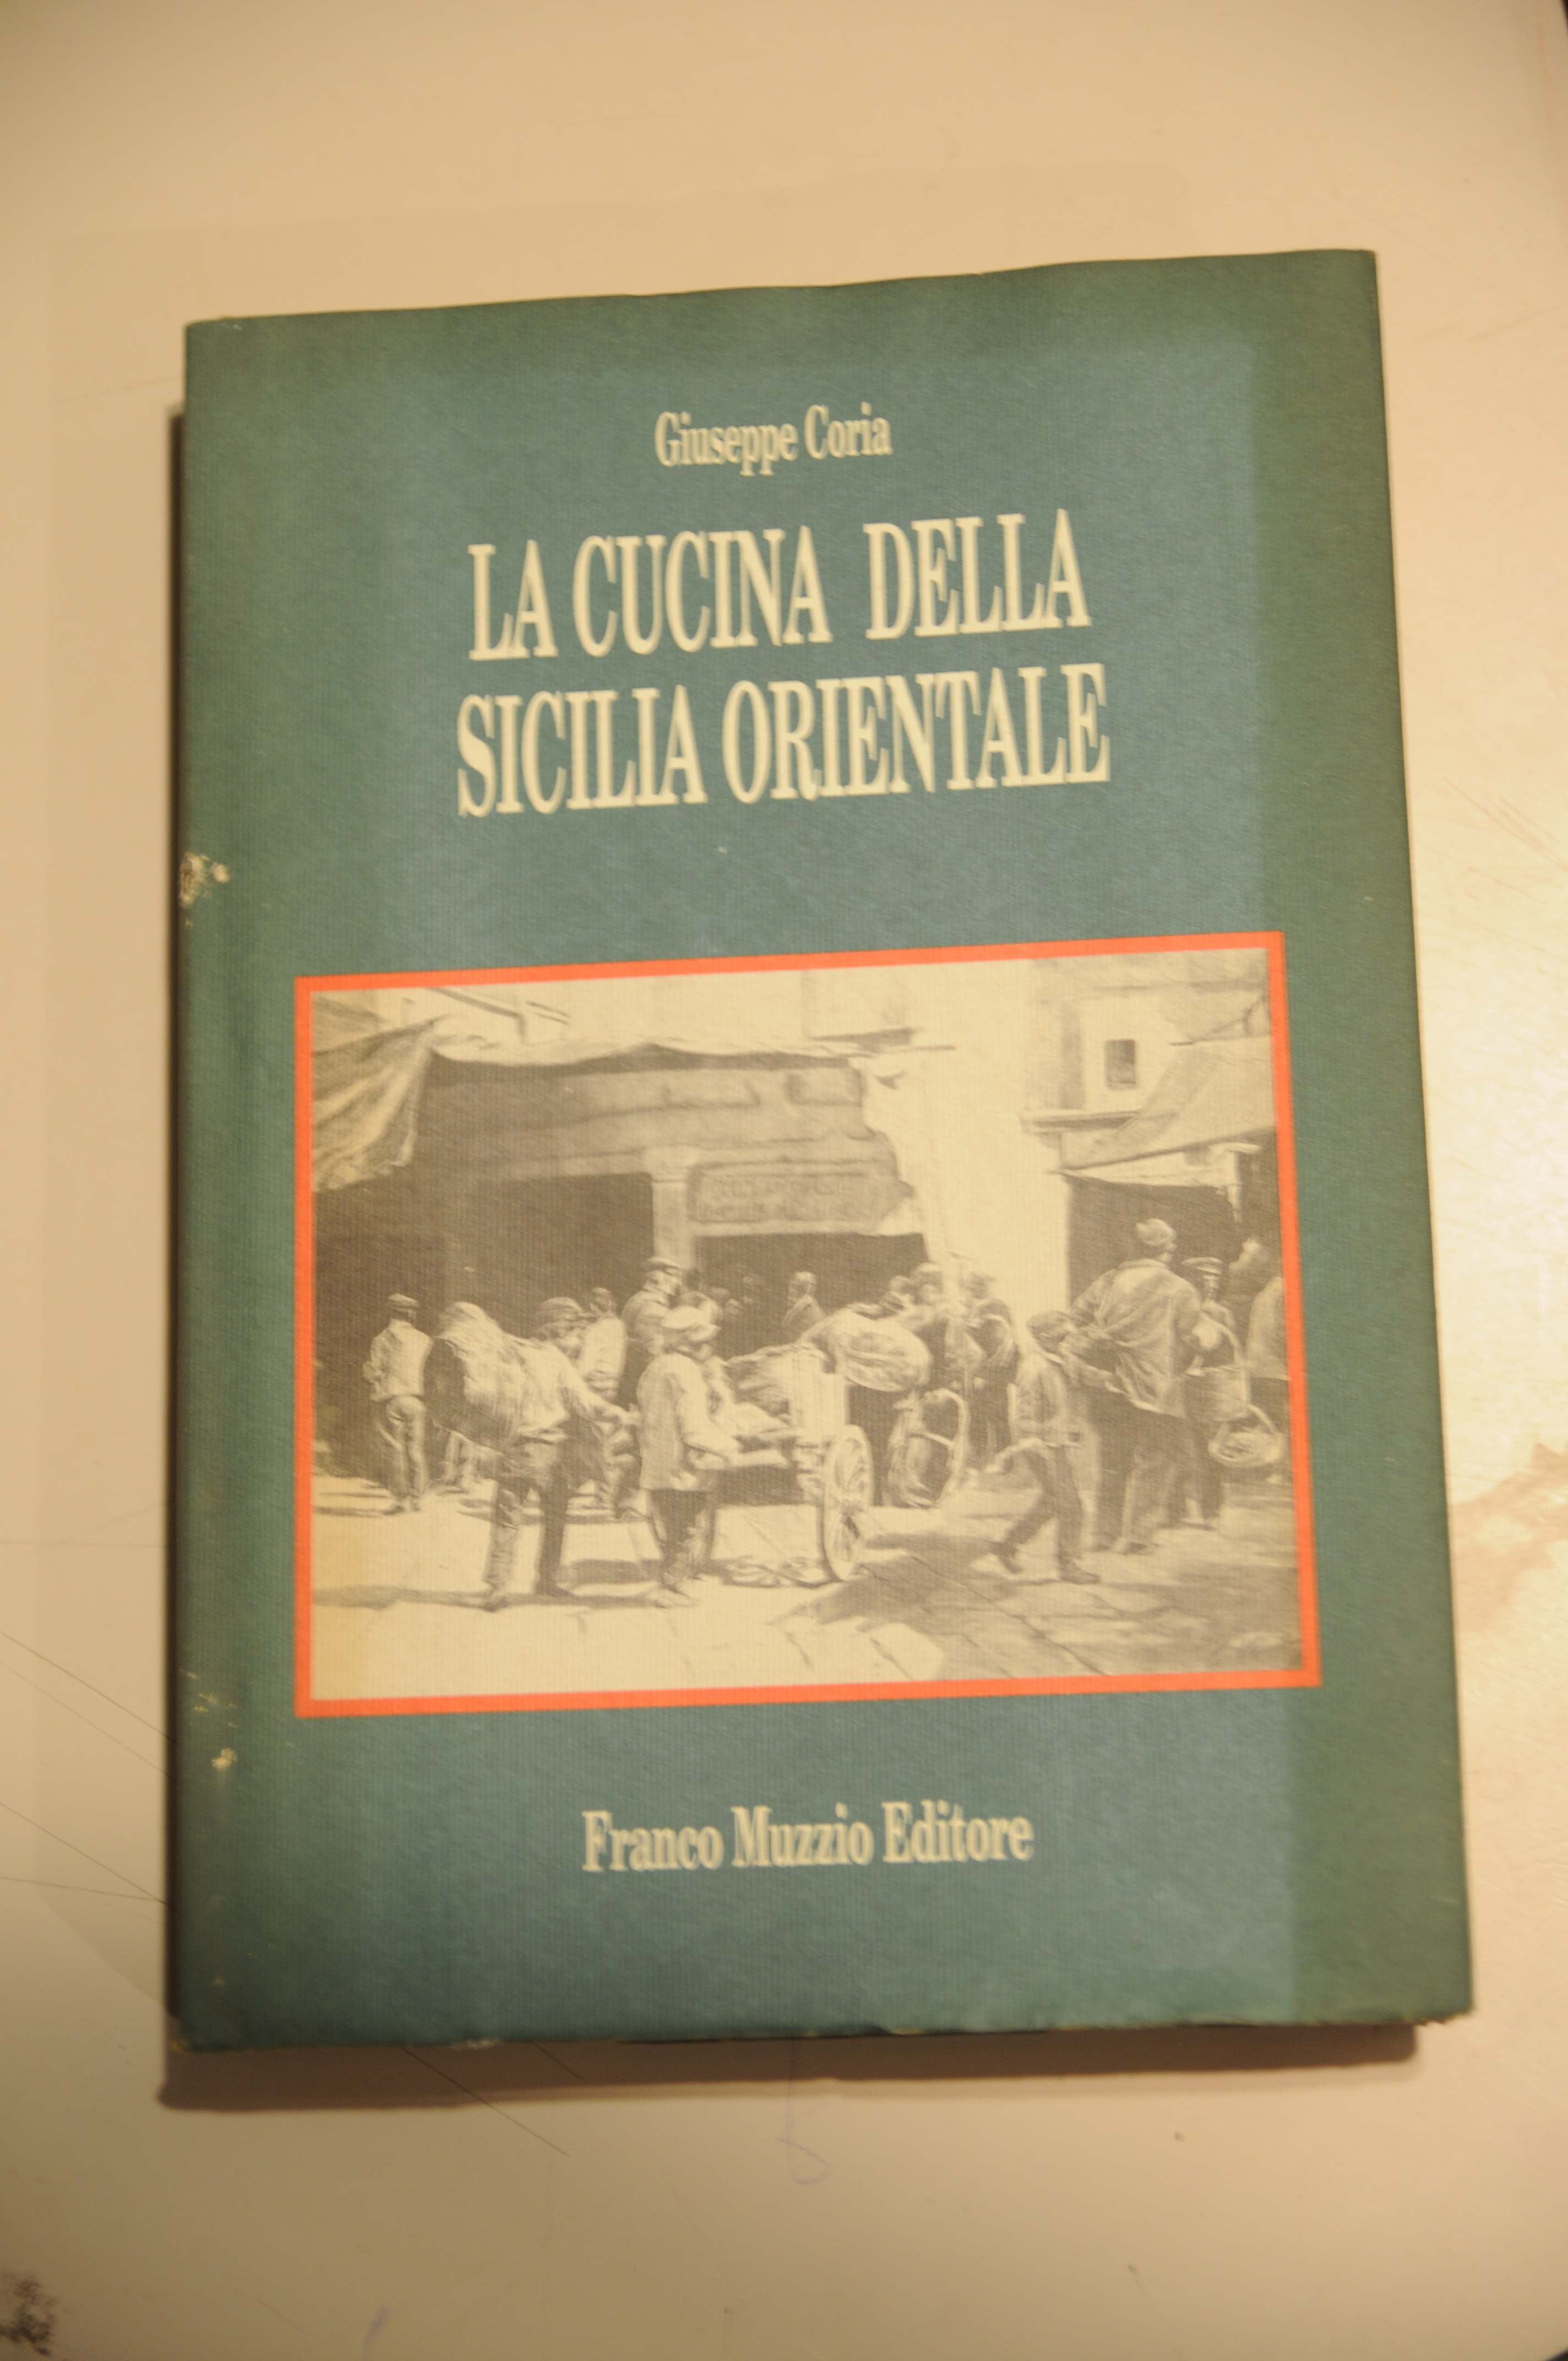 Giuseppe Coria
LA CUCINA DELLA
SICILIA ORIENTALE
Franco Muzzio Editore